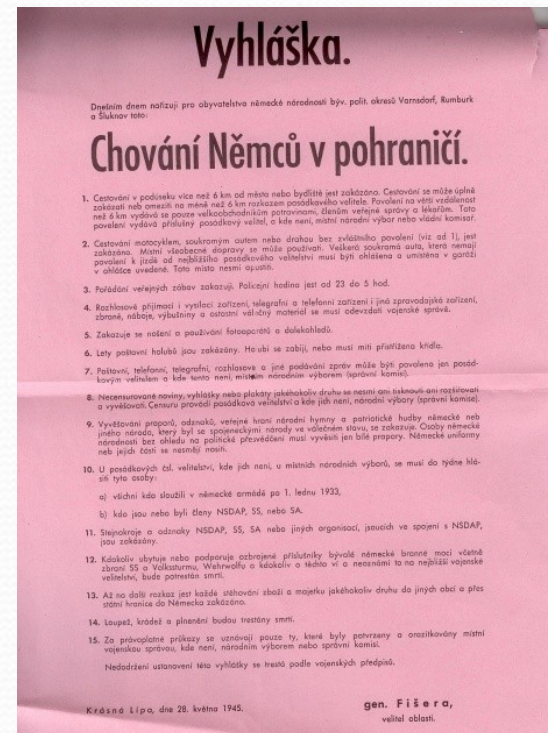 Vyhláška.
Dnešním dnem nařizuji pro obyvatelstvo německé národnosti býv. polit. okresů Varnsdorf, Rumburk
a Šluknov toto:
Chování Němců v pohraničí.
1. Cestování v podúseku více než 6 km od města nebo bydliště jest zakázáno. Cestování se může úplně
zakázati neb omeziti na méně než 6 km rozkazem posádkového velitele. Povolení na větší vzdálenost
než 6 km vydává se pouze velkoobchodníkům potravinami, členům veřejné správy a lékařům. Toto
povolení vydává příslušný posádkový velitel, a kde není, místní národní výbor nebo vládní komisař.
2. Cestování motocyklem, soukromým autem nebo drahou bez zvláštního povolení (viz ad 1), jest
zakázáno. Místní všeobecné dopravy se může používati. Veškerá soukromá auta, která nemají
povolení k jízdě od nejbližšího posádkového velitelství musí býti ohlášena a umístěna v garáži
v ohlášce uvedené. Toto místo nesmí opustiti.
3. Pořádání veřejných zábav zakazuji. Policejní hodina jest od 23 do 5 hod.
4. Rozhlasové přijímací i vysílací zařízení, telegrafní a telefonní zařízení i jiná zpravodajská zařízení,
zbraně, náboje, výbušniny a ostatní válečný materiál se musí odevzdati vojenské správě.
5. Zakazuje se nošení a používání fotoaparátů a dalekohledů.
6. Lety poštovní holubů jsou zakázány. Holubi se zabijí, nebo musí míti přistřižena křídla.
7. Poštovní, telefonní, telegrafní, rozhlasové a jiné podávání zpráv může býti povoleno jen posád-
kovým velitelem a kde tento není, místním národním výborem (správní komisí).
8. Necensurované noviny, vyhlášky nebo plakáty jakéhokoliv druhu se nesmí ani tisknouti ani rozšiřovati
a vyvěšovati. Censuru provádí posádková velitelství a kde jich není, národní výbory (správní komise).
9. Vyvěšování praporů, odznaků, veřejné hraní národní hymny a patriotické hudby německé neb
jiného národa, který byl se spojeneckými národy ve válečném stavu, se zakazuje. Osoby německé
národnosti bez ohledu na politické přesvědčení musí vyvěsiti jen bílé prapory. Německé uniformy
neb jejich části se nesmějí nositi.
10. U posádkových čsl. velitelství, kde jich není, u místních národních výborů, se musí do týdne hlá-
siti tyto osoby:
a) všichni kdo sloužili v německé armádě po 1. lednu 1933,
b) kdo jsou nebo byli členy NSDAP, SS, nebo SA.
11. Stejnokroje a odznaky NSDAP, SS, SA nebo jiných organisací, jsoucích ve spojení s NSDAP,
jsou zakázány.
12. Kdokoliv ubytuje nebo podporuje ozbrojené příslušníky bývalé německé branné moci včetně
zbraní SS a Volkssturmu, Wehrwolfu a kdokoliv o těchto ví a neoznámí to na nejbližší vojenské
velitelství, bude potrestán smrtí.
13. Až na další rozkaz jest každé stěhování zboží a majetku jakéhokoliv druhu do jiných obcí a přes
státní hranice do Německa zakázáno.
14. Loupež, krádež a plnenění budou trestány smrtí.
15. Za právoplatné průkazy se uznávají pouze ty, které byly potvrzeny a orazítkovány místní
vojenskou správou, kde není, národním výborem nebo správní komisí.
Nedodržení ustanovení této vyhlášky se trestá podle vojenských předpisů.
Krásná Lípa, dne 28. května 1945.
gen. Fišera,
velitel oblasti.